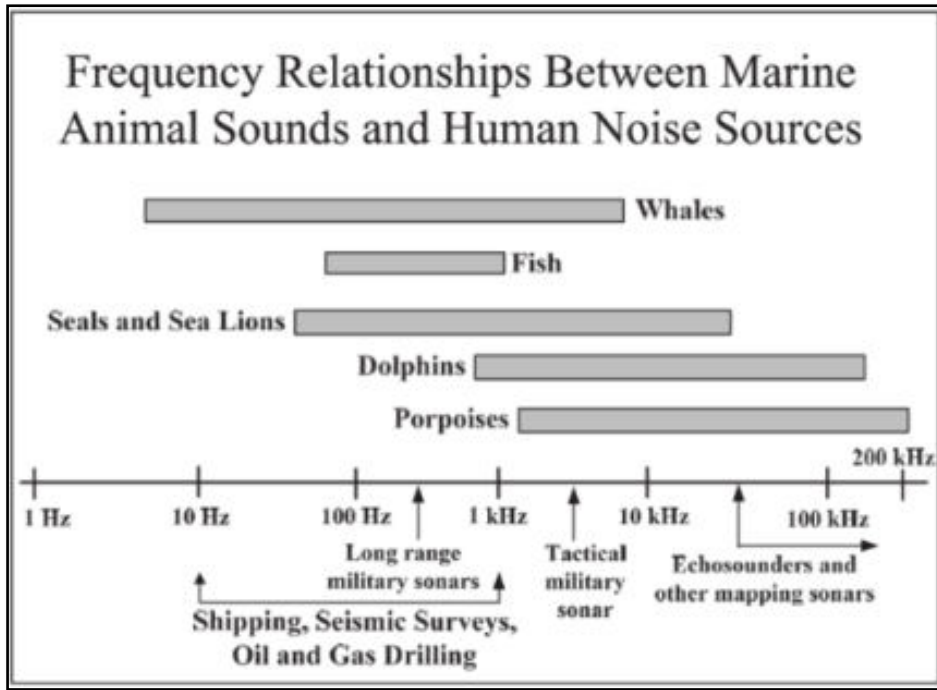 Frequency Relationships Between Marine
Animal Sounds and Human Noise Sources
Whales
Fish
Seals and Sea Lions
Dolphins
Porpoises
200 kHz
1 Hz
10 Hz
100 Hz
1 kHz
10 kHz
100 kHz
Long range
military sonars
Tactical
military
sonar
Echosounders and
other mapping sonars
Shipping, Seismic Surveys,
Oil and Gas Drilling